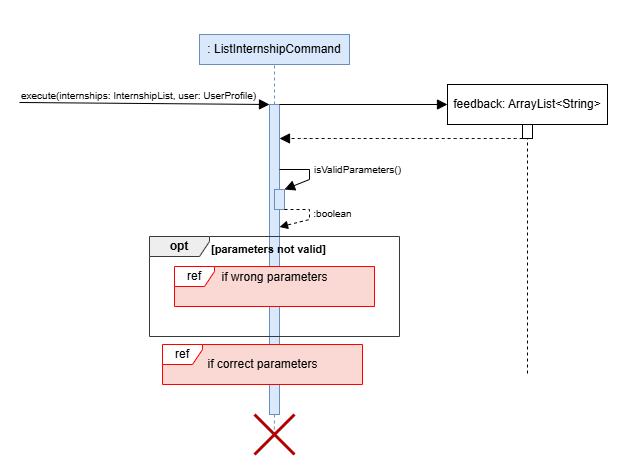 : ListInternshipCommand
execute(internships: InternshipList, user: UserProfile)
feedback: ArrayList<String>
isValidParameters()
:boolean
opt
[parameters not valid]
ref
if wrong parameters
ref
if correct parameters